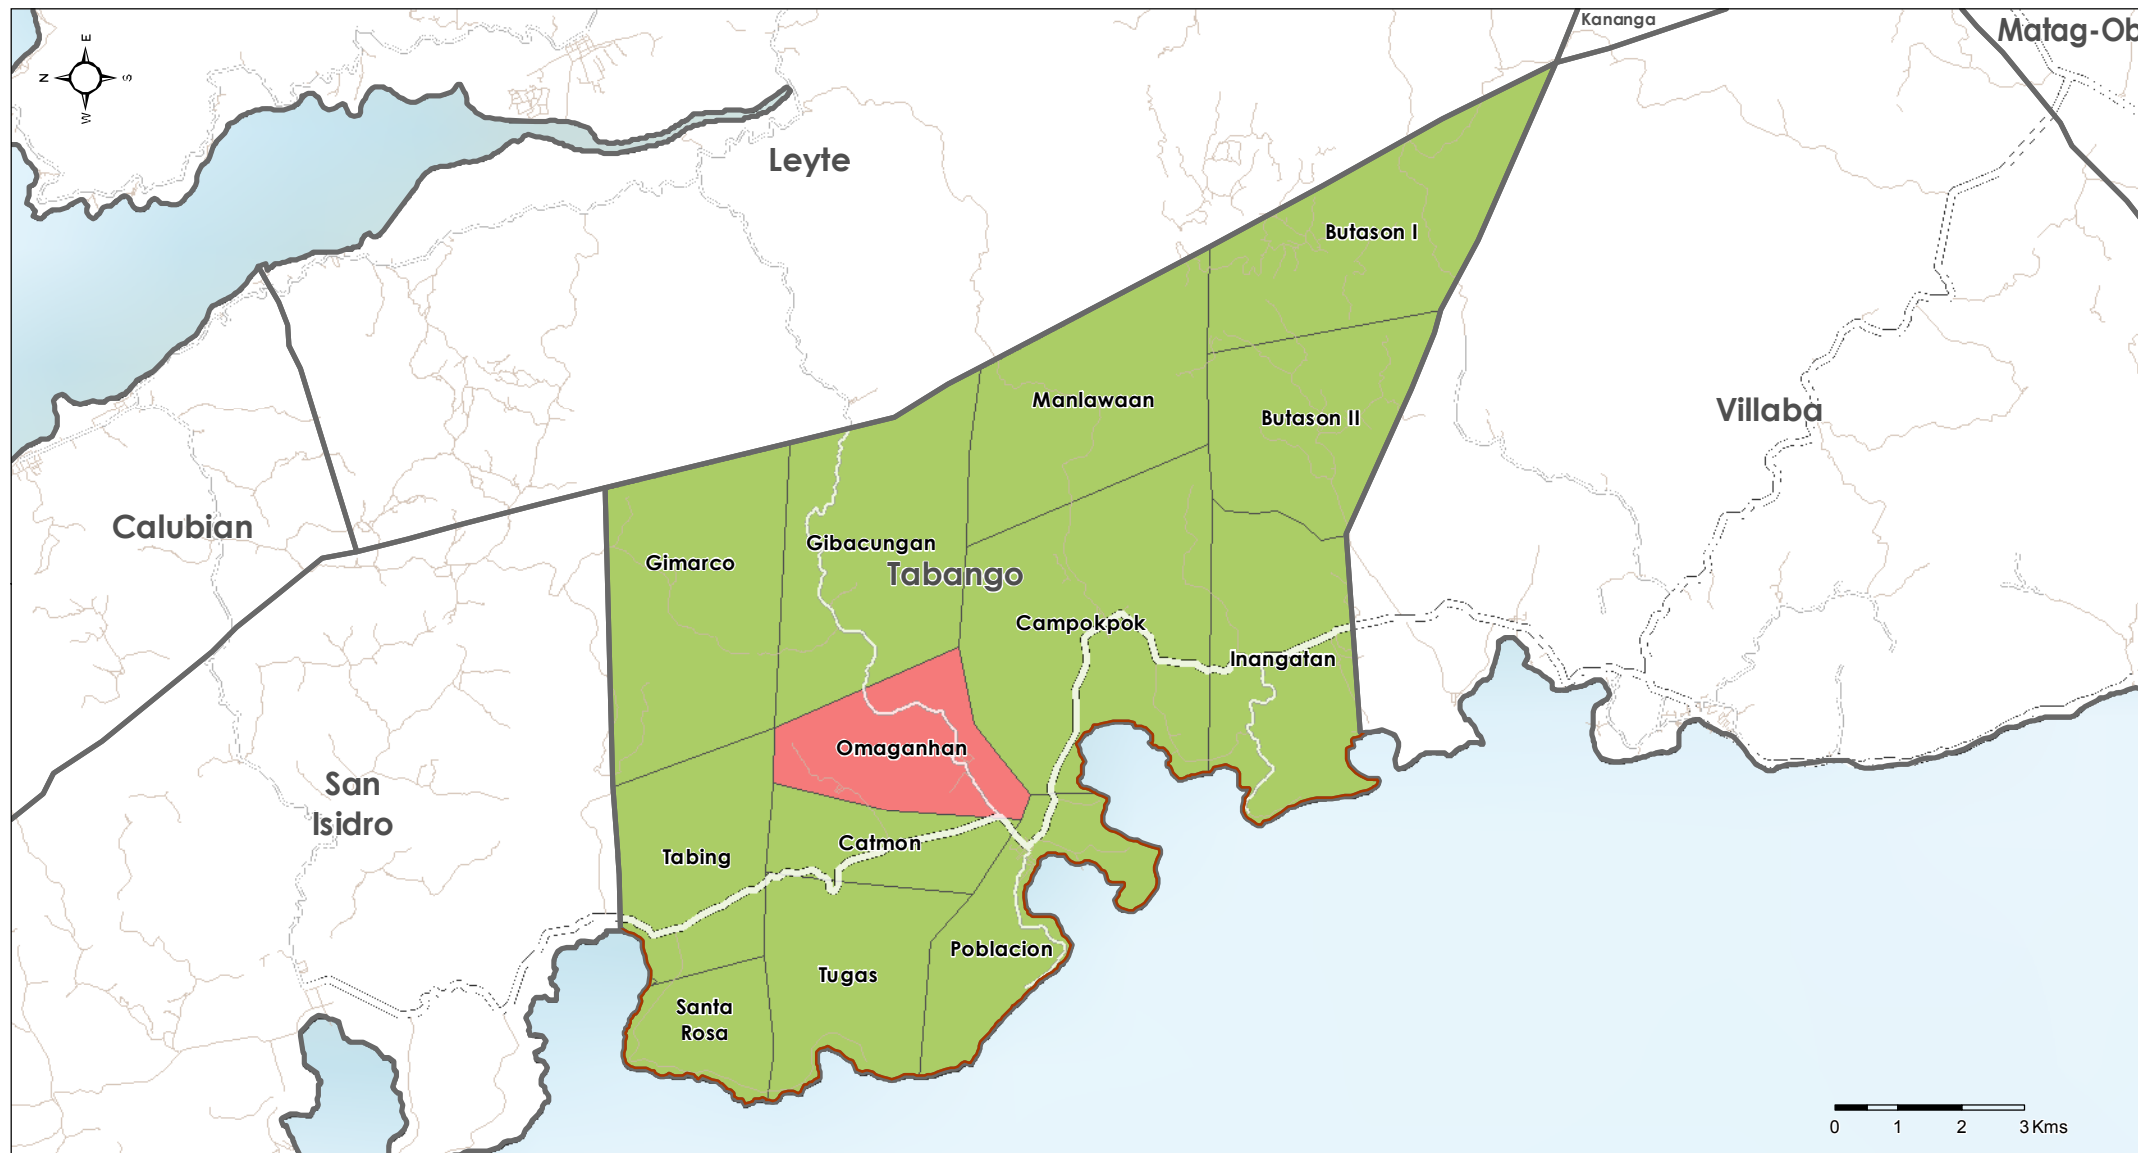 Kananga
Matag-Ob
E
N
S
W
Leyte
Butason I
Manlawaan
Villaba
Butason II
Calubian
Gibacungan
Gimarco
Tabango
Campokpok
Inangatan
Omaganhan
San
Isidro
Catmon
Tabing
Poblacion
Tugas
Santa
Rosa
0 1 2 3 Kms